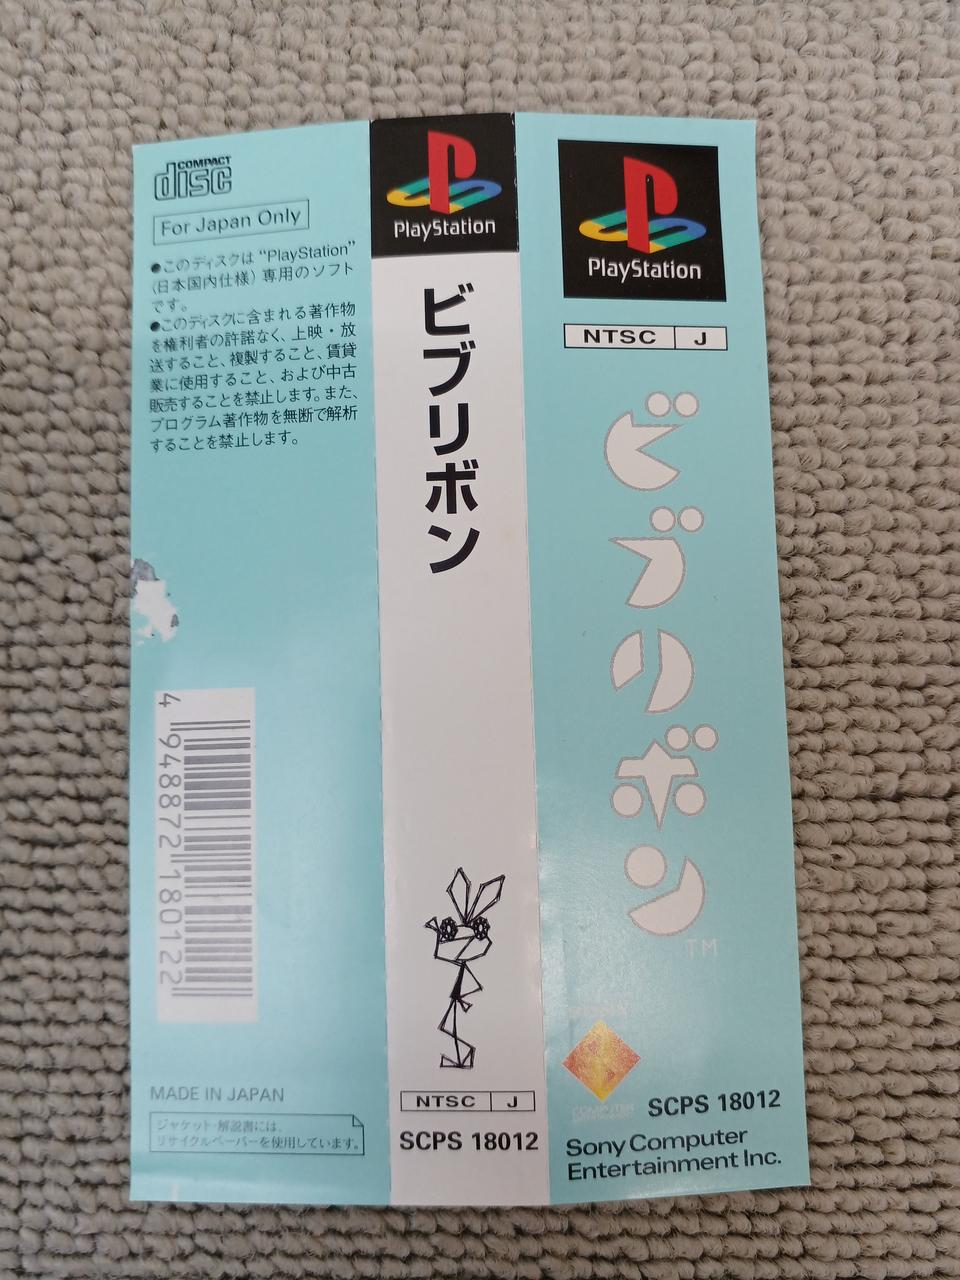 COMPACT
disc
For Japan Only
●このディスクは“PlayStation”
(日本国内仕様)専用のソフト
です。
●このディスクに含まれる著作物
を権利者の許諾なく、上映・放
送すること、複製すること、賃貸
業に使用すること、および中古
販売することを禁止します。また、
プログラム著作物を無断で解析
することを禁止します。
4 948872 180122
MADE IN JAPAN
ジャケット・解説書には、
リサイクルペーパーを使用しています。
PlayStation
ビブリボン
NTSC J
SCPS 18012
PlayStation
NTSC J
ビブリボン
TM
SCPS 18012
Sony Computer
Entertainment Inc.